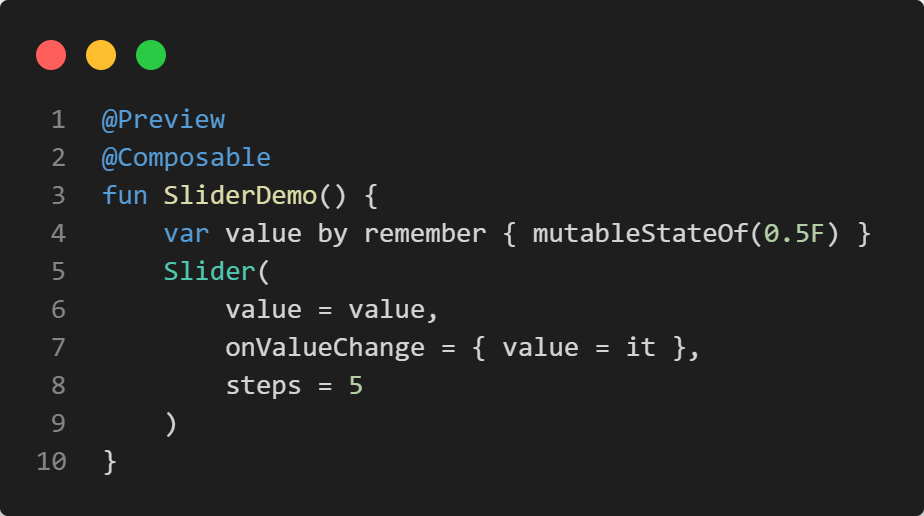 1 @Preview
2 @Composable
3 fun SliderDemo() {
4     var value by remember { mutableStateOf(0.5F) }
5     Slider(
6         value = value,
7         onValueChange = { value = it },
8         steps = 5
9     )
10 }